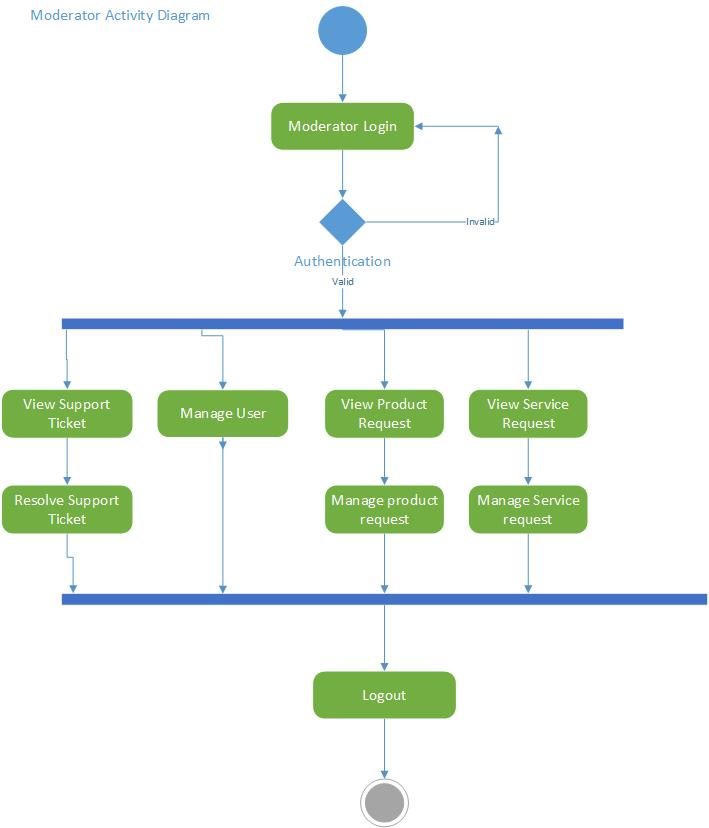 Moderator Activity Diagram
Moderator Login
Invalid
Authentication
Valid
View Support
Ticket
Manage User
View Product
Request
View Service
Request
Resolve Support
Ticket
Manage product
request
Manage Service
request
Logout